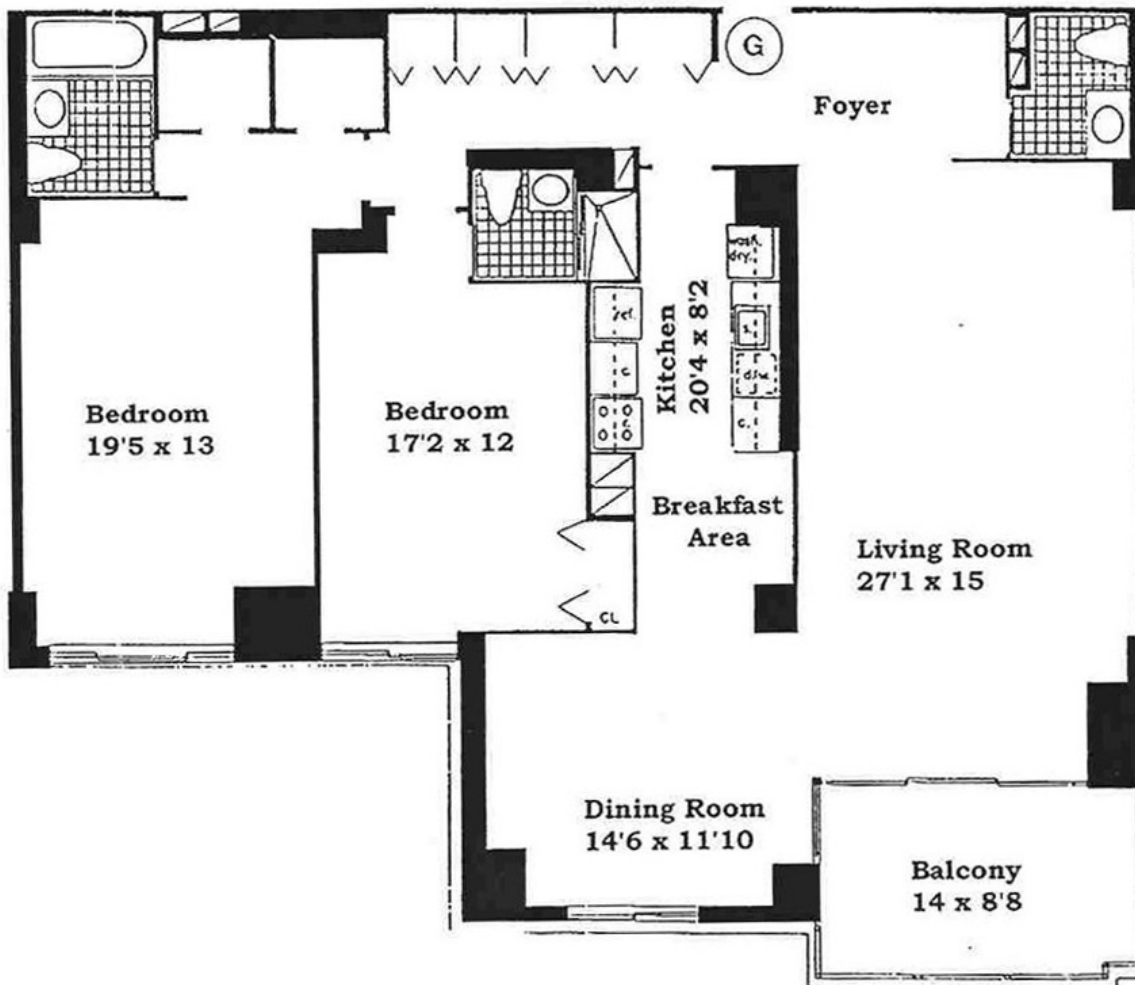 G
Foyer
wash.
dry.
ref.
s.
Kitchen
20'4 x 8'2
c
d.w.
c.
Bedroom
19'5 x 13
Bedroom
17'2 x 12
Breakfast
Area
Living Room
27'1 x 15
CL
Dining Room
14'6 x 11'10
Balcony
14 x 8'8